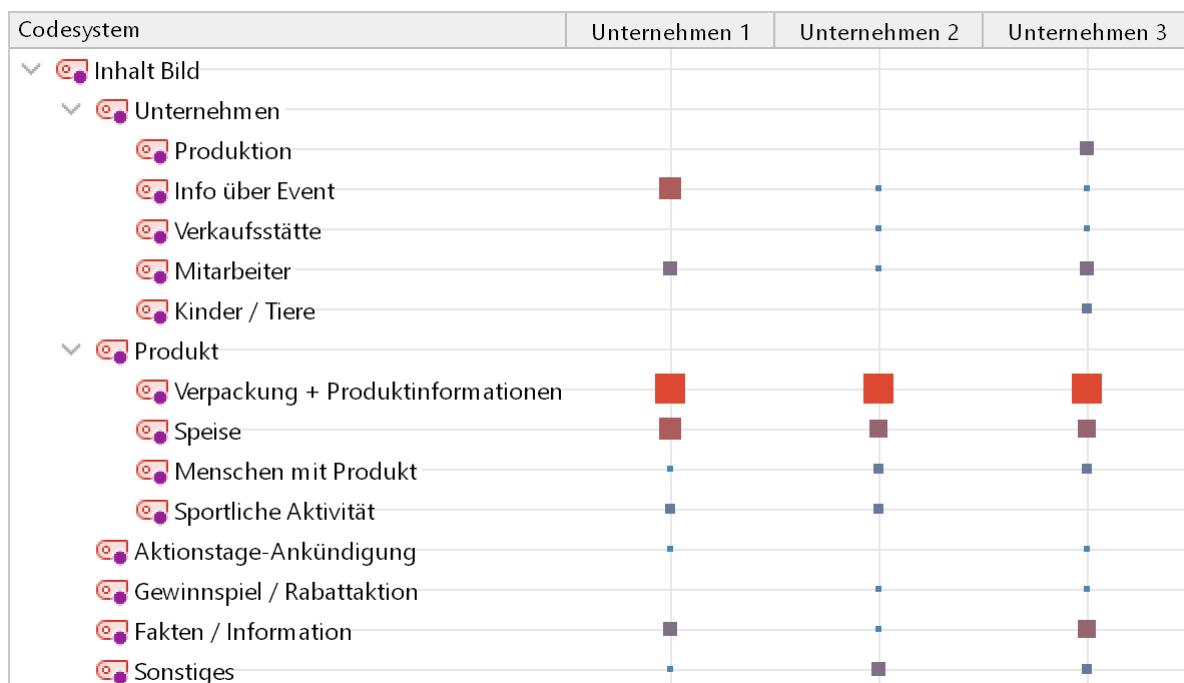 Codesystem Unternehmen 1 Unternehmen 2 Unternehmen 3
Inhalt Bild
Unternehmen
Produktion
Info über Event
Verkaufsstätte
Mitarbeiter
Kinder / Tiere
Produkt
Verpackung + Produktinformationen
Speise
Menschen mit Produkt
Sportliche Aktivität
Aktionstage-Ankündigung
Gewinnspiel / Rabattaktion
Fakten / Information
Sonstiges